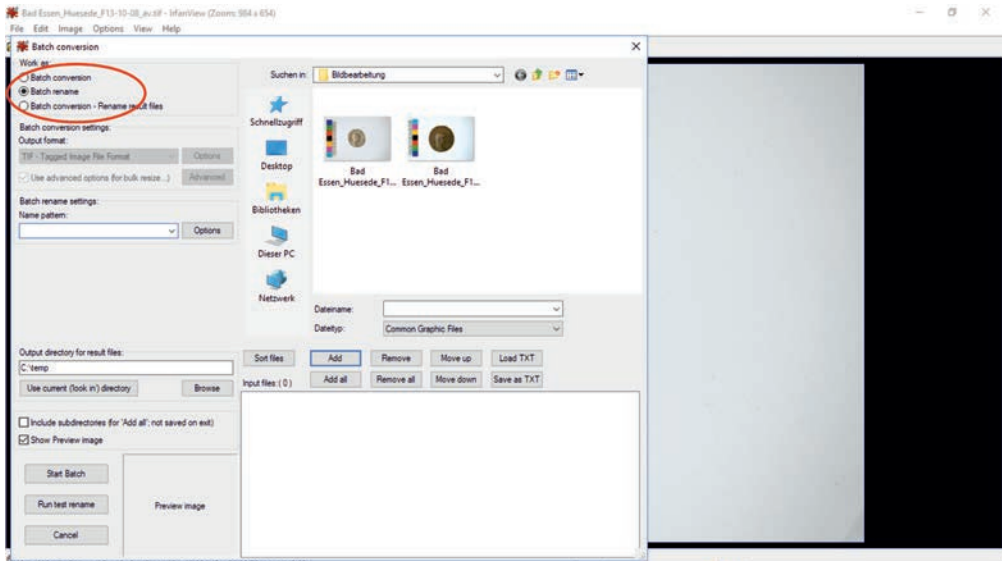 Bad Essen_Huesede_F13-10-08_av.tif - IrfanView (Zoom: 984 x 654)
File Edit Image Options View Help
Batch conversion
Work as:
Batch conversion
Batch rename
Batch conversion - Rename result files
Batch conversion settings:
Output format:
TIF - Tagged Image File Format
Options
Use advanced options (for bulk resize...)
Advanced
Batch rename settings:
Name pattern:
Options
Output directory for result files:
C:\temp
Use current ('look in') directory
Browse
Include subdirectories (for 'Add all'; not saved on exit)
Show Preview image
Start Batch
Run test rename
Cancel
Preview image
Suchen in:
Bildbearbeitung
Schnellzugriff
Desktop
Bibliotheken
Dieser PC
Netzwerk
Bad
Essen_Huesede_F1...
Bad
Essen_Huesede_F1...
Dateiname:
Dateityp:
Common Graphic Files
Sort files
Add
Remove
Move up
Load TXT
Input files: ( 0 )
Add all
Remove all
Move down
Save as TXT